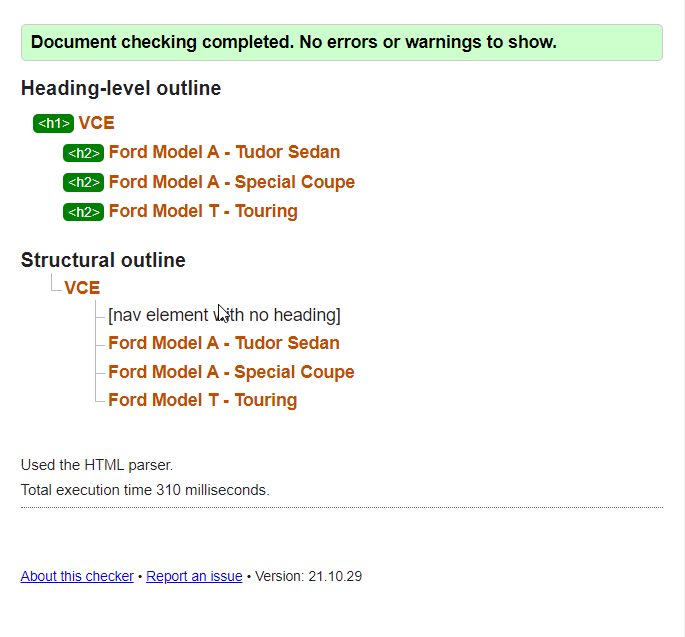 Document checking completed. No errors or warnings to show.
Heading-level outline
<h1> VCE
<h2> Ford Model A - Tudor Sedan
<h2> Ford Model A - Special Coupe
<h2> Ford Model T - Touring
Structural outline
VCE
[nav element with no heading]
Ford Model A - Tudor Sedan
Ford Model A - Special Coupe
Ford Model T - Touring
Used the HTML parser.
Total execution time 310 milliseconds.
About this checker • Report an issue • Version: 21.10.29